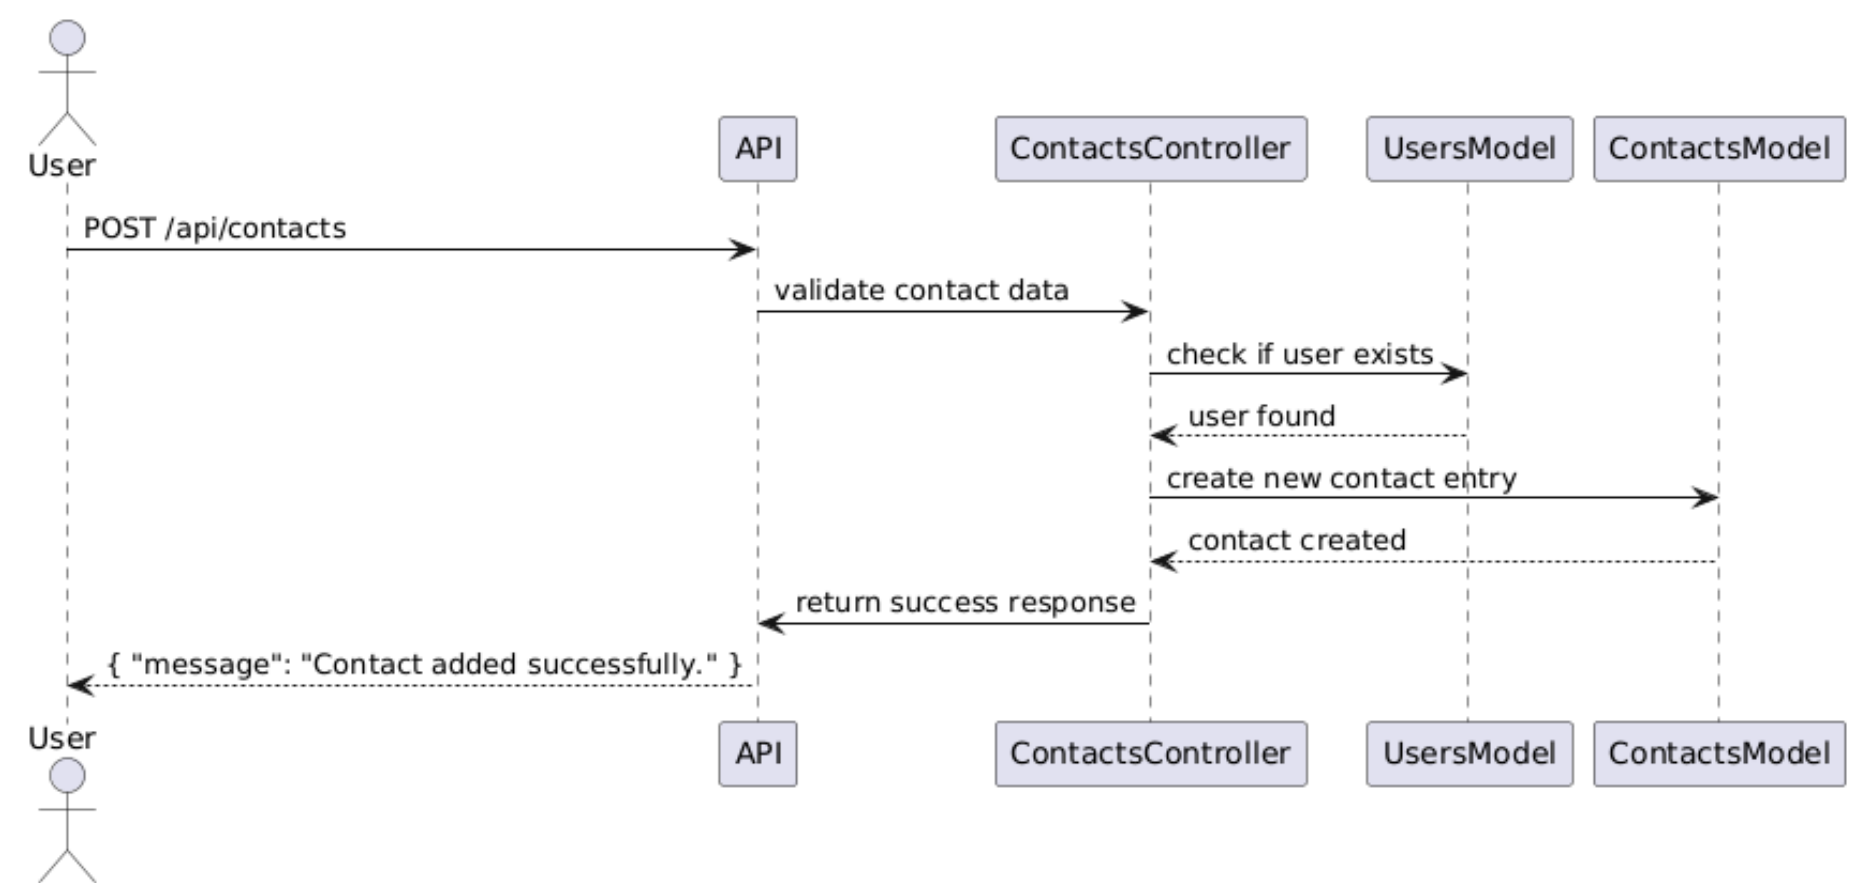 API
ContactsController
UsersModel
ContactsModel
User
POST /api/contacts
validate contact data
check if user exists
user found
create new contact entry
contact created
return success response
{ "message": "Contact added successfully." }
User
API
ContactsController
UsersModel
ContactsModel